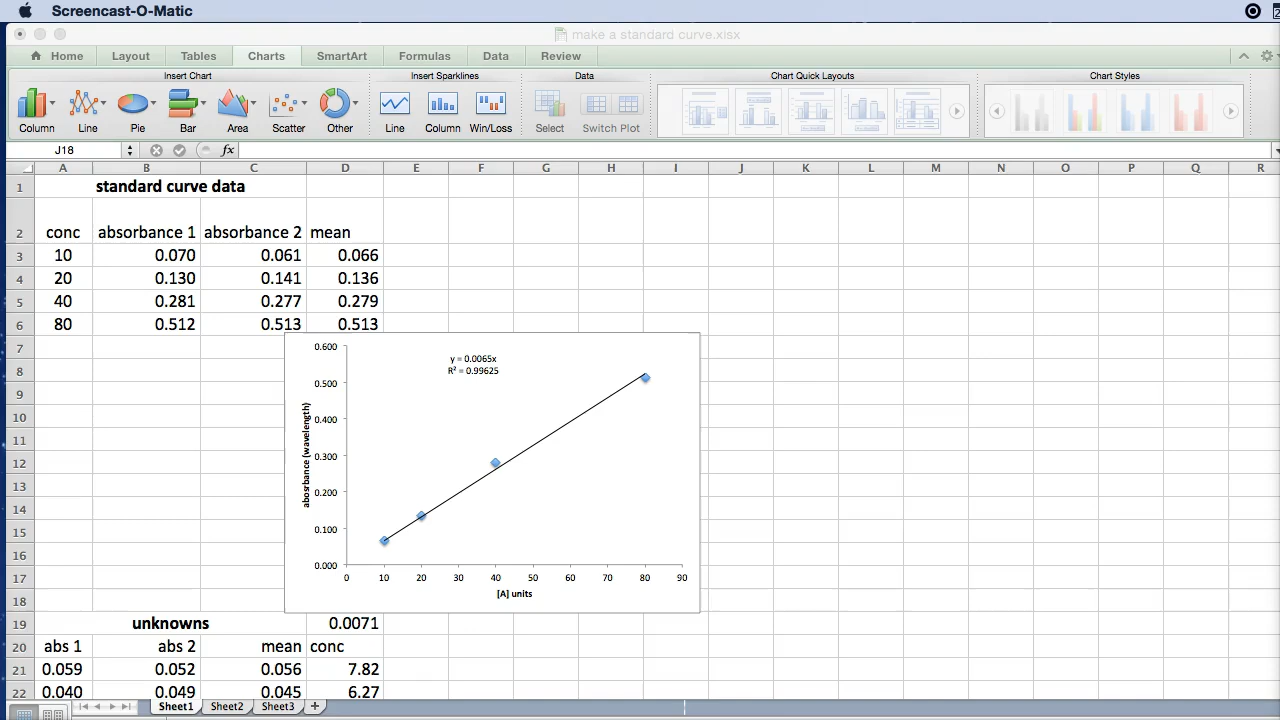 Screencast-O-Matic
make a standard curve.xlsx
Home Layout Tables Charts SmartArt Formulas Data Review
Insert Chart Insert Sparklines Data Chart Quick Layouts Chart Styles
Column Line Pie Bar Area Scatter Other Line Column Win/Loss Select Switch Plot
J18 fx
A B C D E F G H I J K L M N O P Q R
1 standard curve data
2 conc absorbance 1 absorbance 2 mean
3 10 0.070 0.061 0.066
4 20 0.130 0.141 0.136
5 40 0.281 0.277 0.279
6 80 0.512 0.513 0.513
7
8
9
10
11
12
13
14
15
16
17
18
0.600
0.500
0.400
0.300
0.200
0.100
0.000
y = 0.0065x
R² = 0.99625
abosrbance (wavelength)
0 10 20 30 40 50 60 70 80 90
[A] units
19 unknowns 0.0071
20 abs 1 abs 2 mean conc
21 0.059 0.052 0.056 7.82
22 0.040 0.049 0.045 6.27
Sheet1 Sheet2 Sheet3 +